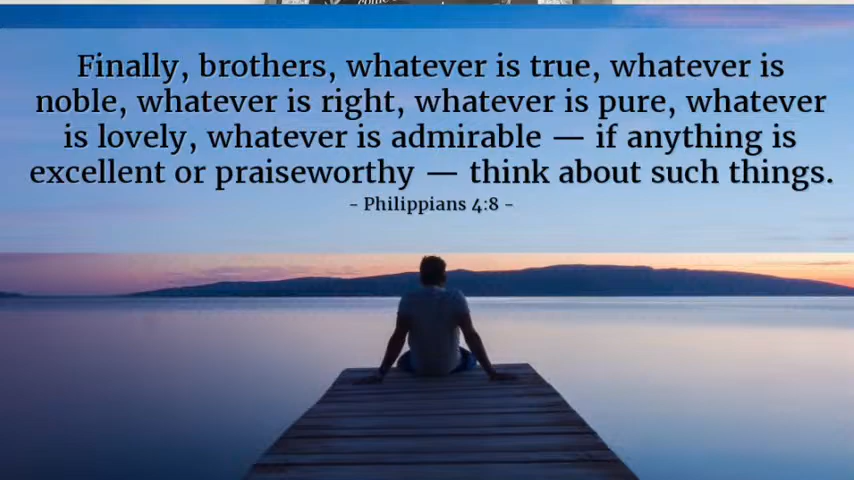 Finally, brothers, whatever is true, whatever is
noble, whatever is right, whatever is pure, whatever
is lovely, whatever is admirable — if anything is
excellent or praiseworthy — think about such things.
- Philippians 4:8 -